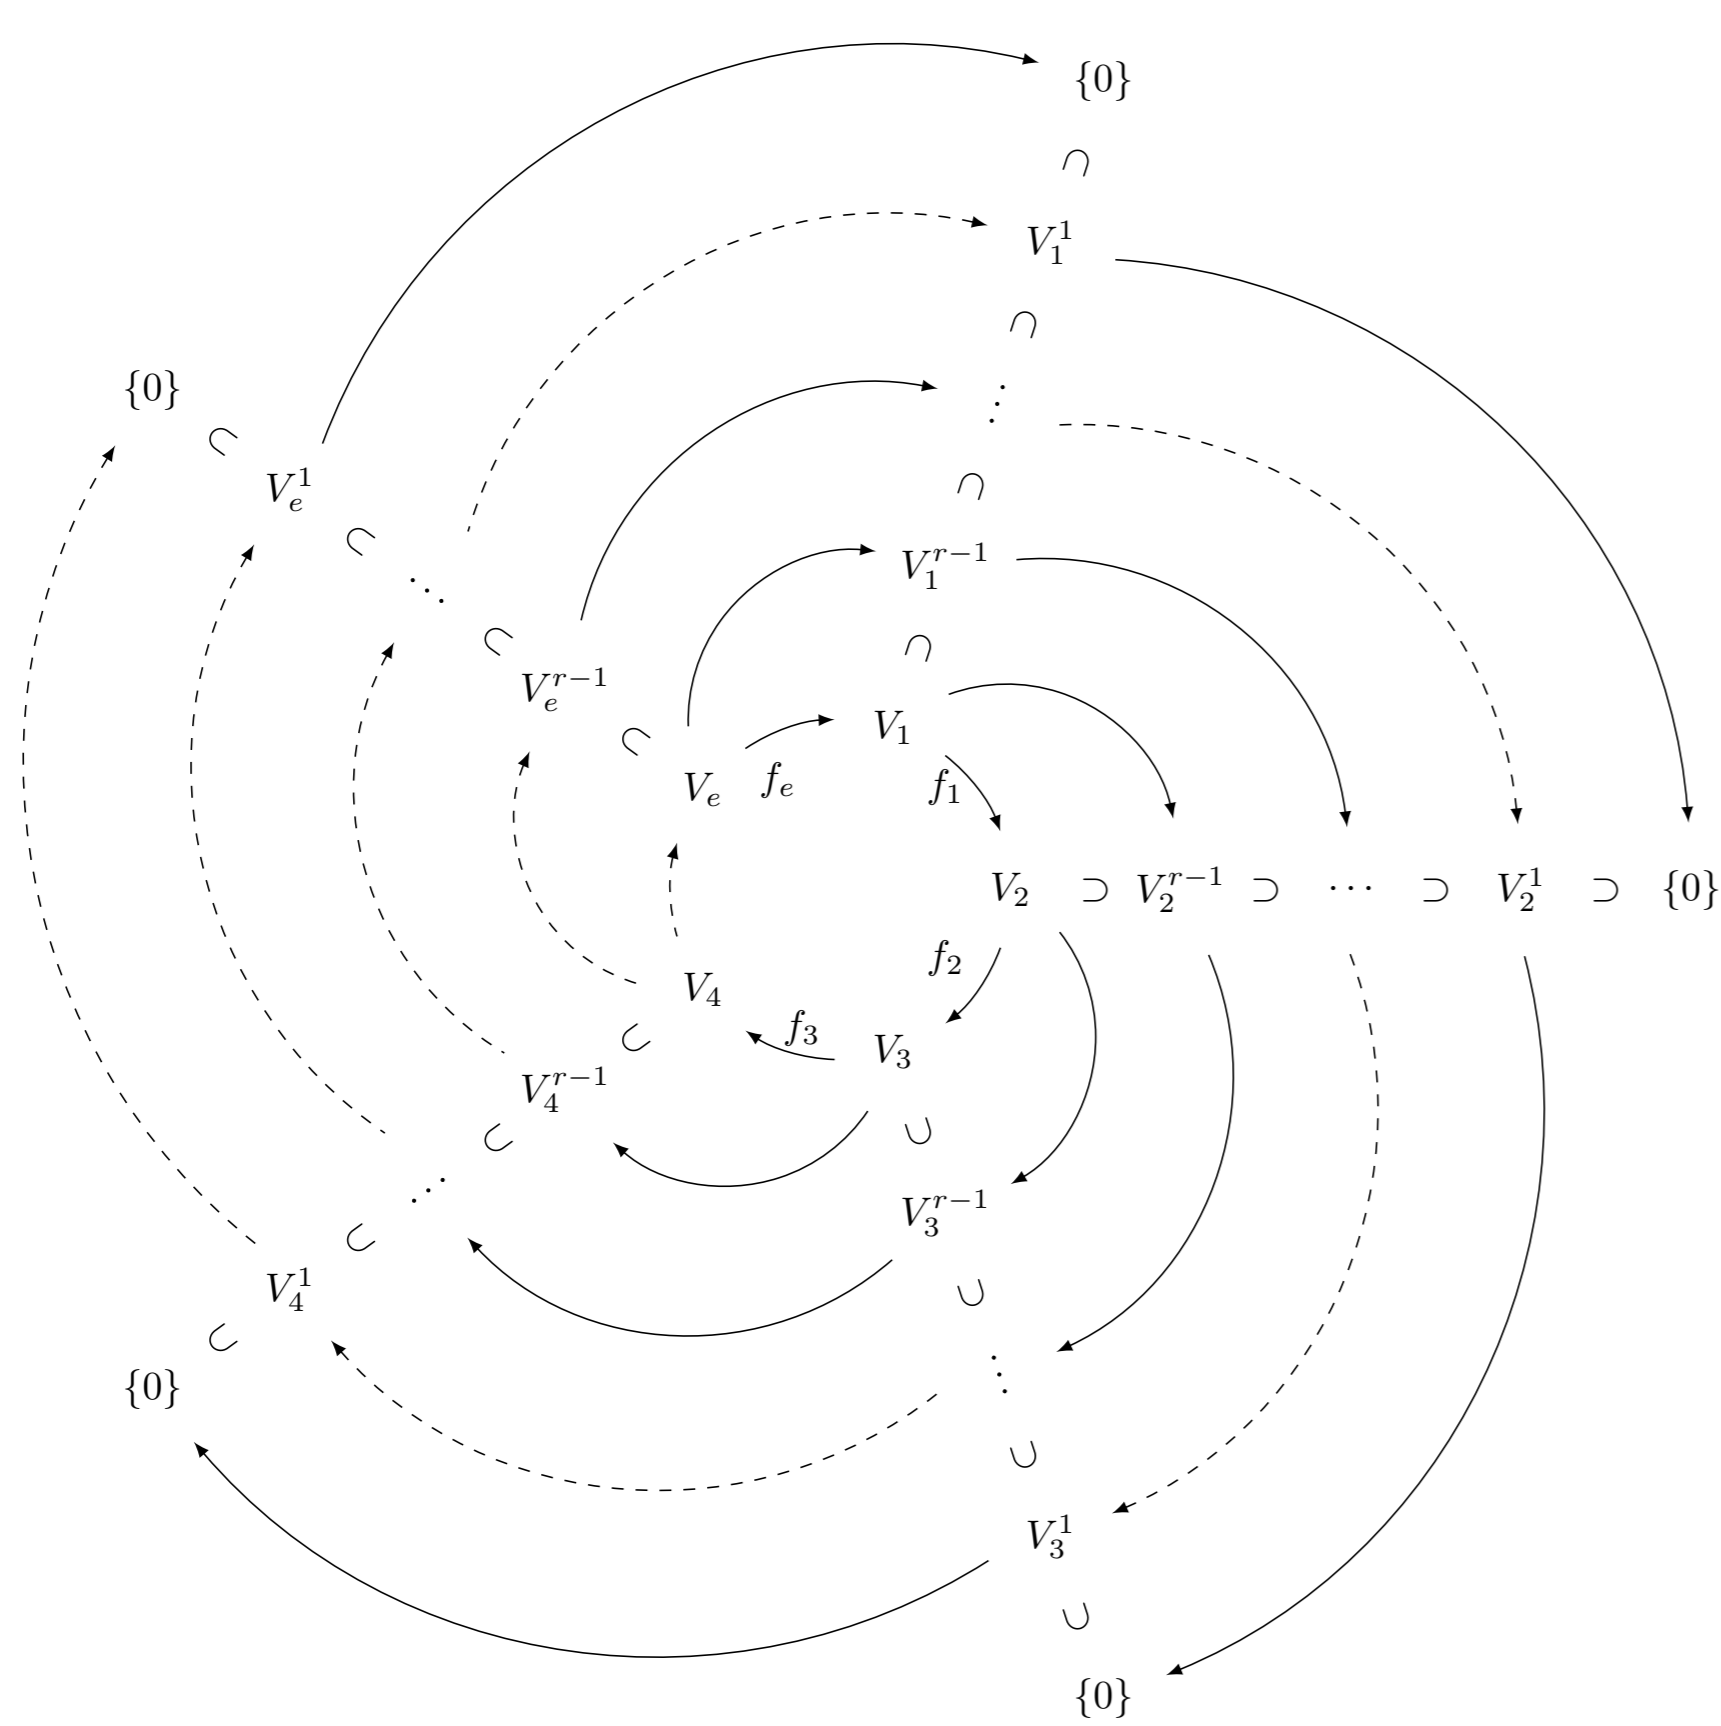 {0}
∩
V_1^1
∩
⋮
{0}
⊂
V_e^1
⊂
⋱
∩
V_1^{r-1}
⊂
∩
V_e^{r-1}
V_1
⊂
V_e
f_e
f_1
V_2 ⊃ V_2^{r-1} ⊃ ⋯ ⊃ V_2^1 ⊃ {0}
f_2
V_4
f_3
V_3
∪
V_4^{r-1}
∪
∪
⋰
V_3^{r-1}
∪
V_4^1
∪
∪
{0}
⋮
∪
V_3^1
∪
{0}